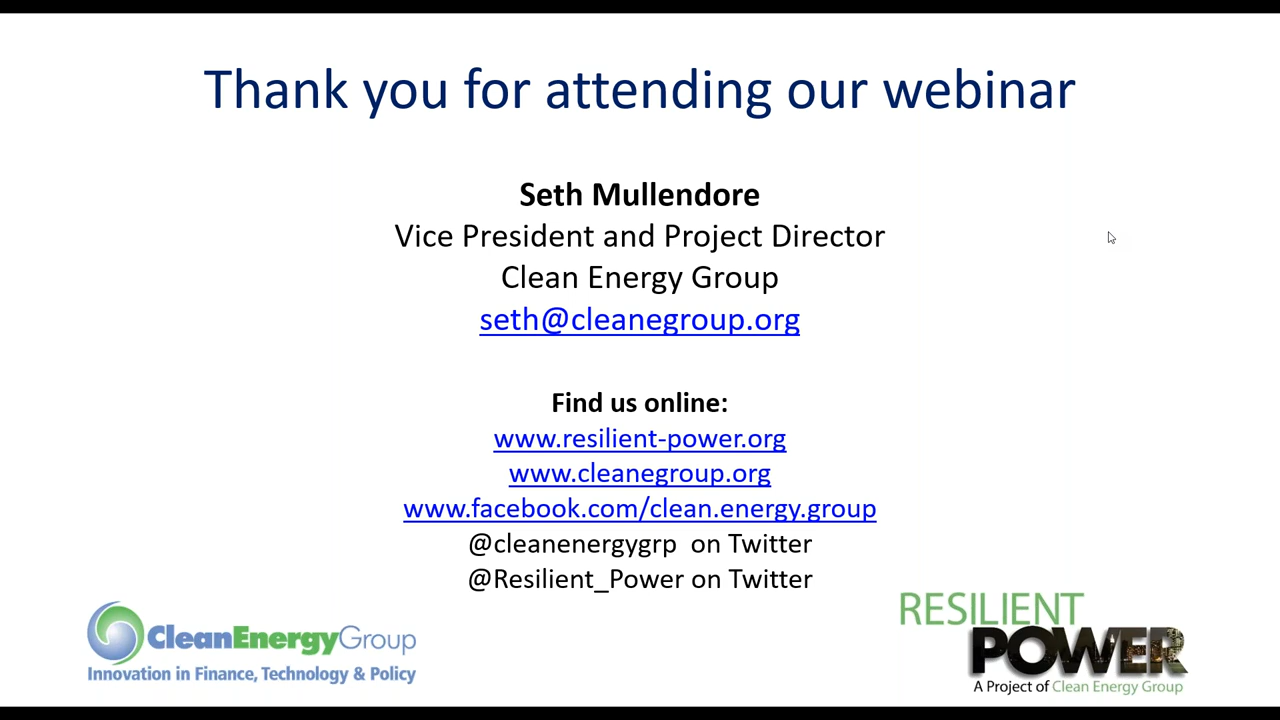 Thank you for attending our webinar
Seth Mullendore
Vice President and Project Director
Clean Energy Group
seth@cleanegroup.org
Find us online:
www.resilient-power.org
www.cleanegroup.org
www.facebook.com/clean.energy.group
@cleanenergygrp on Twitter
@Resilient_Power on Twitter
CleanEnergyGroup
Innovation in Finance, Technology & Policy
RESILIENT
POWER
A Project of Clean Energy Group